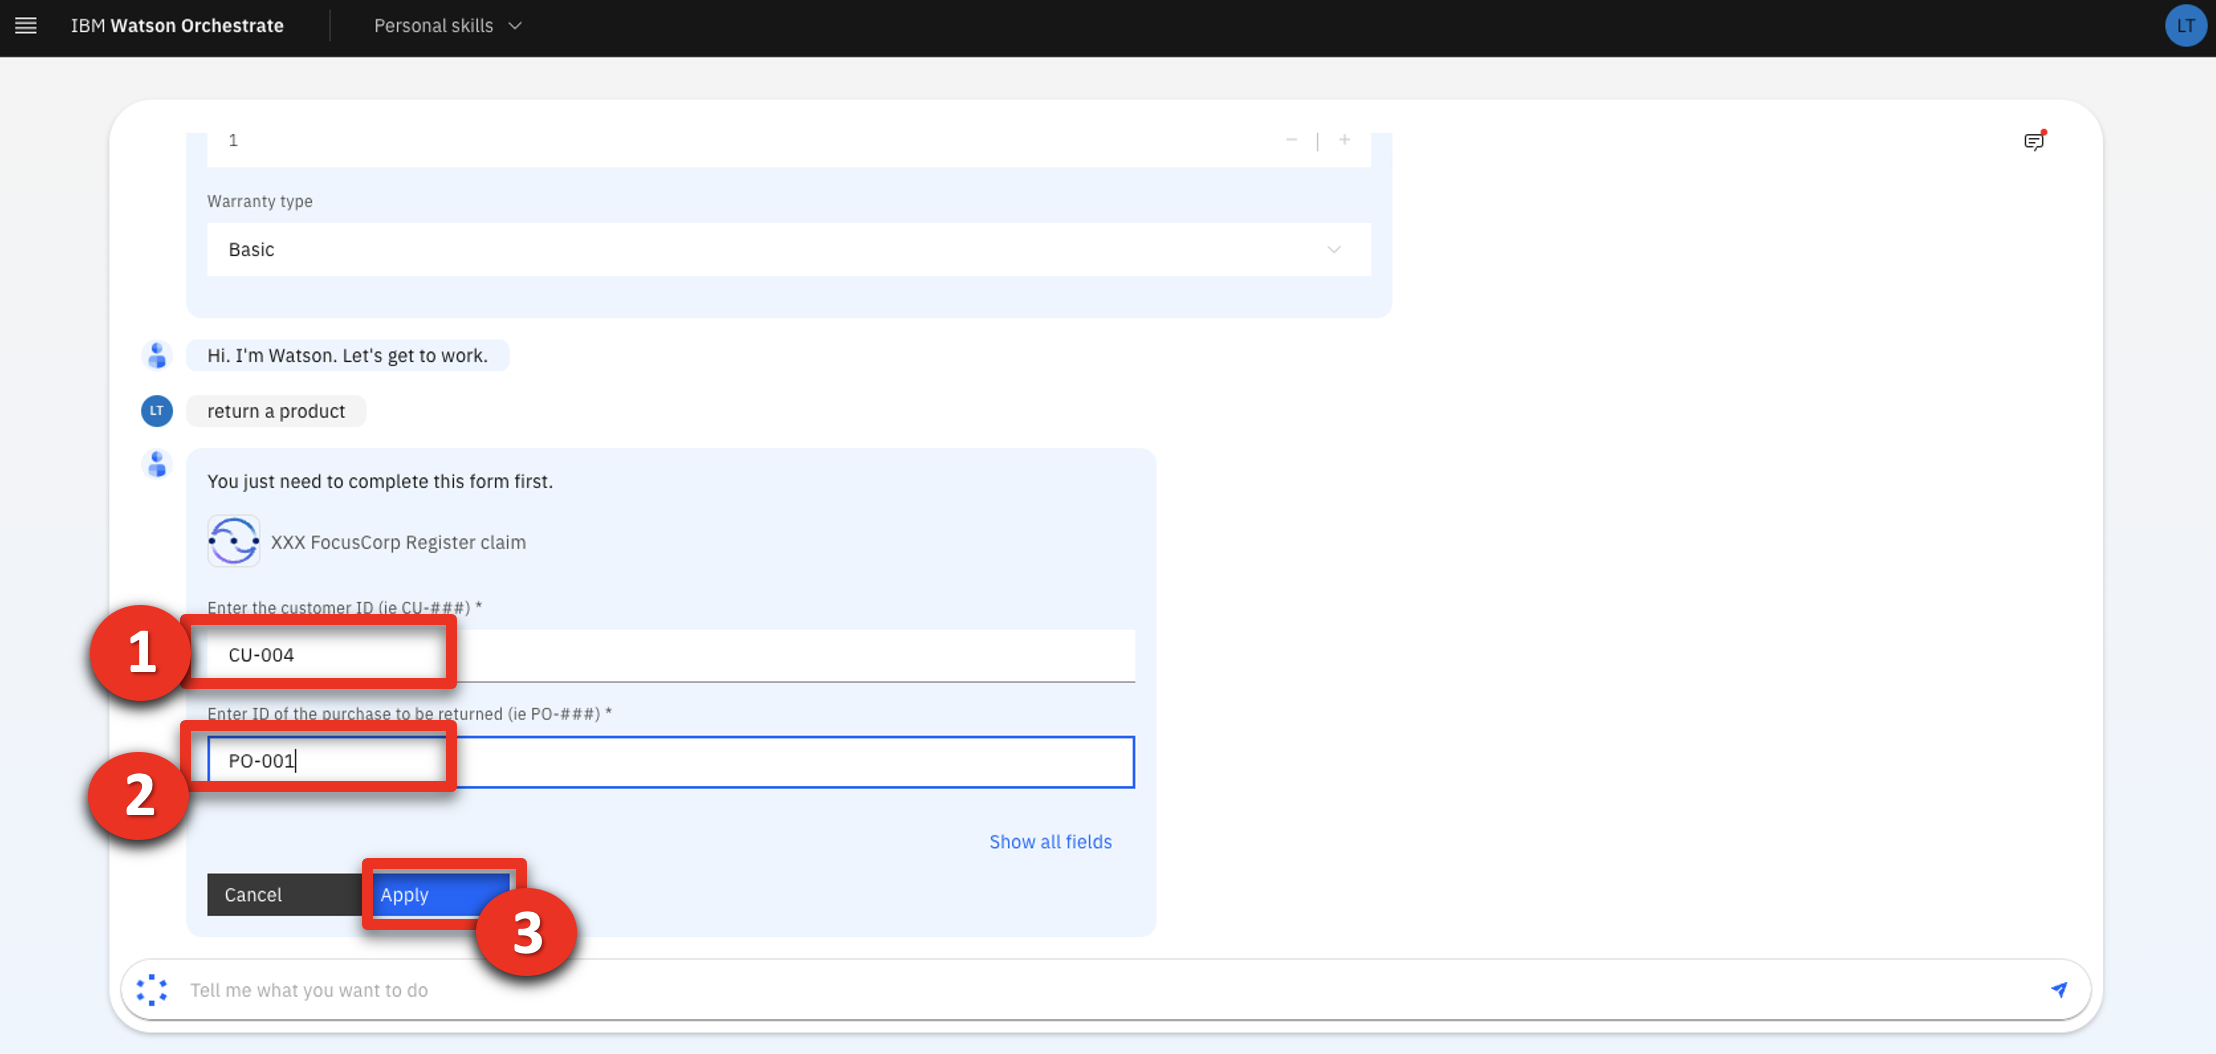 IBM Watson Orchestrate
Personal skills
LT
1
Warranty type
Basic
Hi. I'm Watson. Let's get to work.
LT
return a product
You just need to complete this form first.
XXX FocusCorp Register claim
Enter the customer ID (ie CU-###) *
1
CU-004
Enter ID of the purchase to be returned (ie PO-###) *
2
PO-001
Show all fields
Cancel
Apply
3
Tell me what you want to do